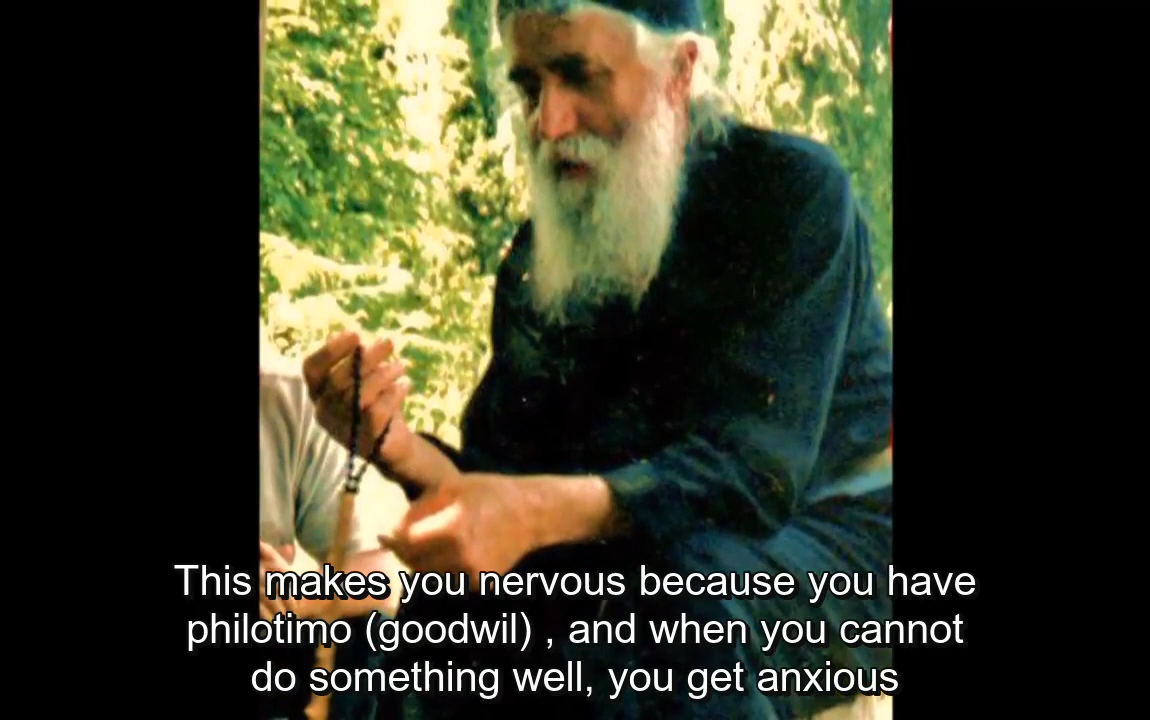 This makes you nervous because you have
philotimo (goodwil) , and when you cannot
do something well, you get anxious